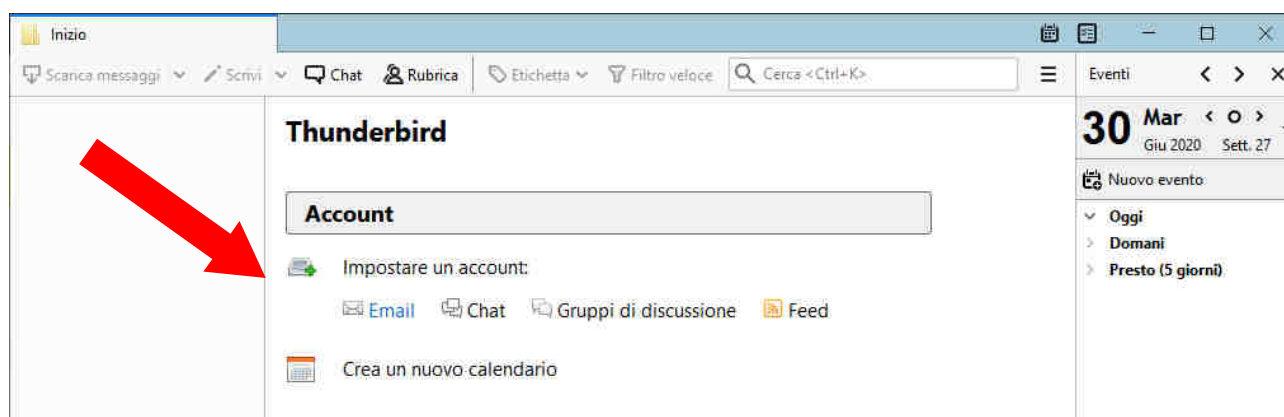 Inizio
Scarica messaggi Scrivi Chat Rubrica Etichetta Filtro veloce Cerca <Ctrl+K> Eventi
Thunderbird
30 Mar
Giu 2020 Sett. 27
Nuovo evento
Account
Oggi
Domani
Presto (5 giorni)
Impostare un account:
Email Chat Gruppi di discussione Feed
Crea un nuovo calendario